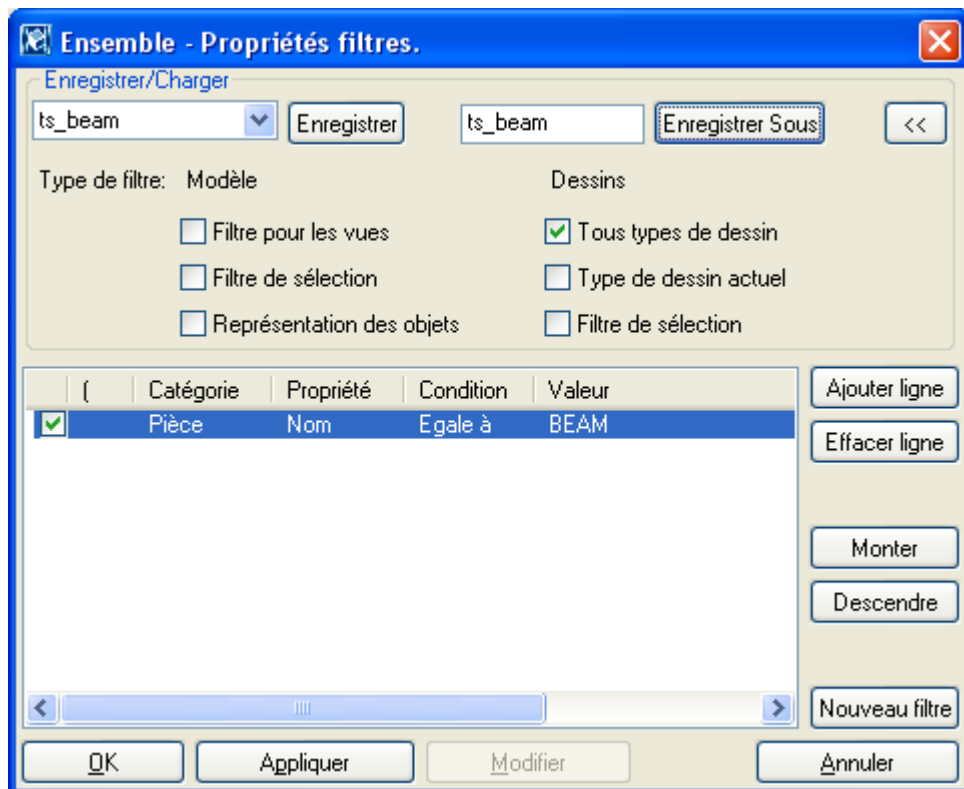 Ensemble - Propriétés filtres.
Enregistrer/Charger
ts_beam Enregistrer ts_beam Enregistrer Sous <<
Type de filtre: Modèle Dessins
Filtre pour les vues Tous types de dessin
Filtre de sélection Type de dessin actuel
Représentation des objets Filtre de sélection
( Catégorie Propriété Condition Valeur Ajouter ligne
Pièce Nom Egale à BEAM
Effacer ligne
Monter
Descendre
Nouveau filtre
OK Appliquer Modifier Annuler